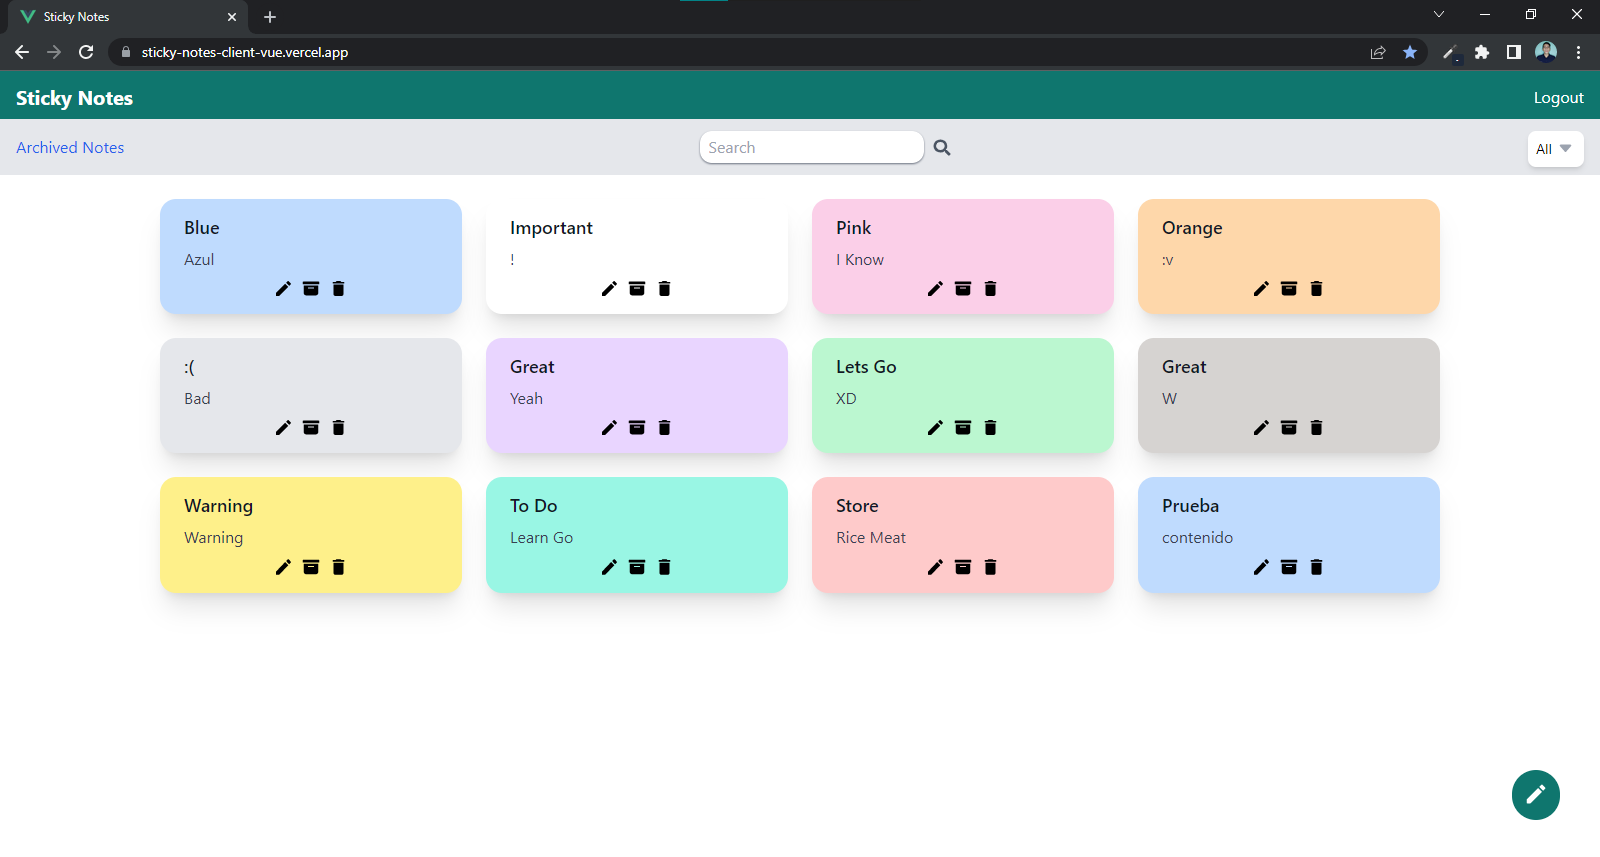 Sticky Notes
sticky-notes-client-vue.vercel.app
Sticky Notes
Logout
Archived Notes
Search
All
Blue
Azul
Important
!
Pink
I Know
Orange
:v
:(
Bad
Great
Yeah
Lets Go
XD
Great
W
Warning
Warning
To Do
Learn Go
Store
Rice Meat
Prueba
contenido